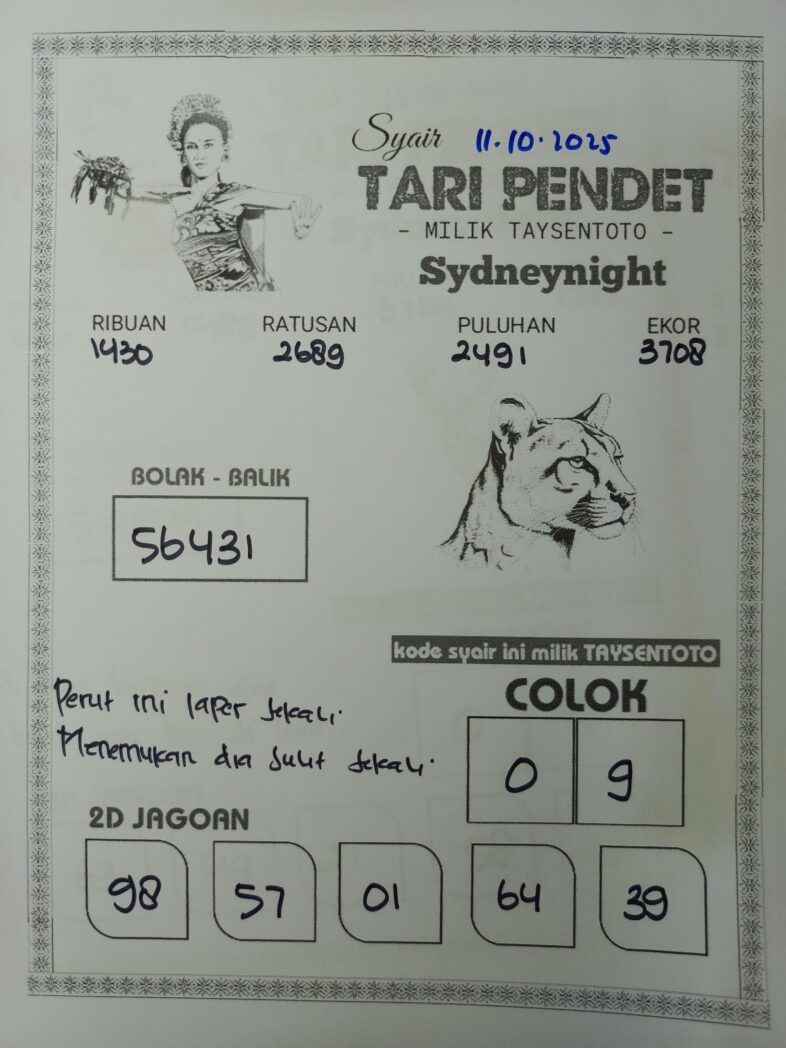 Syair 11.10.2025
TARI PENDET
- MILIK TAYSENTOTO -
Sydneynight
RIBUAN RATUSAN PULUHAN EKOR
1430 2689 2491 3708
BOLAK - BALIK
56431
kode syair ini milik TAYSENTOTO
COLOK
Perut ini laper sekali.
Menemukan dia sulit sekali.
0 9
2D JAGOAN
98 57 01 64 39